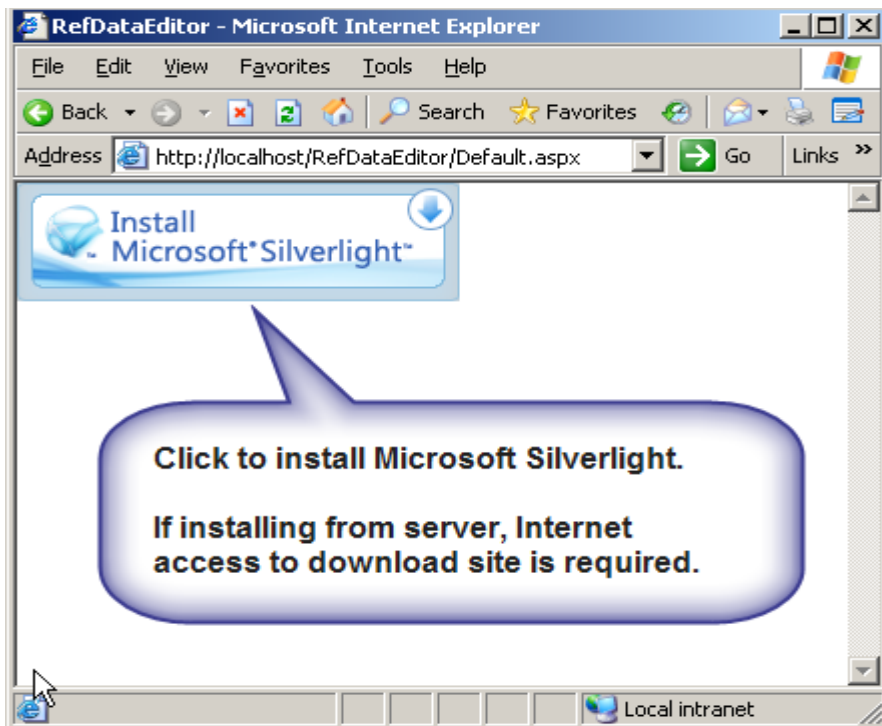 RefDataEditor - Microsoft Internet Explorer
File Edit View Favorites Tools Help
Back Search Favorites
Address http://localhost/RefDataEditor/Default.aspx Go Links »
Install
Microsoft® Silverlight™
Click to install Microsoft Silverlight.
If installing from server, Internet
access to download site is required.
Local intranet